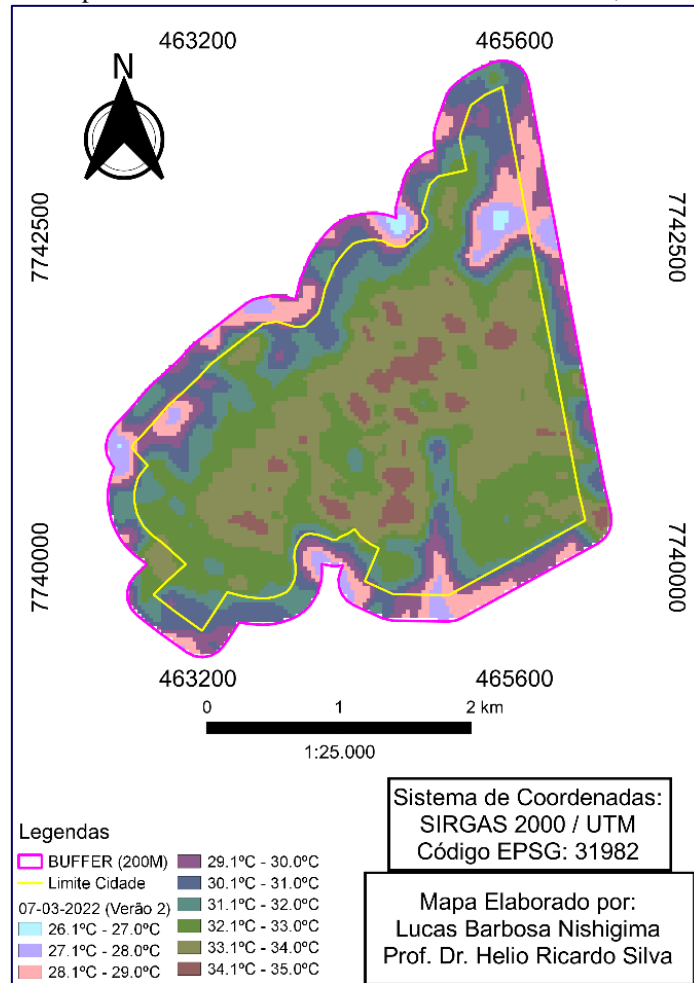 463200 465600
N
7742500 7742500
7740000 7740000
463200 465600
0 1 2 km
1:25.000
Sistema de Coordenadas:
SIRGAS 2000 / UTM
Código EPSG: 31982
Mapa Elaborado por:
Lucas Barbosa Nishigima
Prof. Dr. Helio Ricardo Silva
Legendas
BUFFER (200M)
Limite Cidade
07-03-2022 (Verão 2)
26.1ºC - 27.0ºC
27.1ºC - 28.0ºC
28.1ºC - 29.0ºC
29.1ºC - 30.0ºC
30.1ºC - 31.0ºC
31.1ºC - 32.0ºC
32.1ºC - 33.0ºC
33.1ºC - 34.0ºC
34.1ºC - 35.0ºC